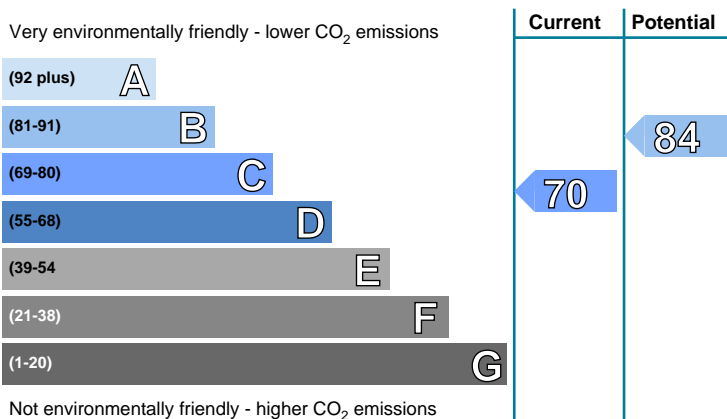 Very environmentally friendly - lower CO2 emissions
Current
Potential
(92 plus) A
(81-91) B
84
(69-80) C
70
(55-68) D
(39-54 E
(21-38) F
(1-20) G
Not environmentally friendly - higher CO2 emissions